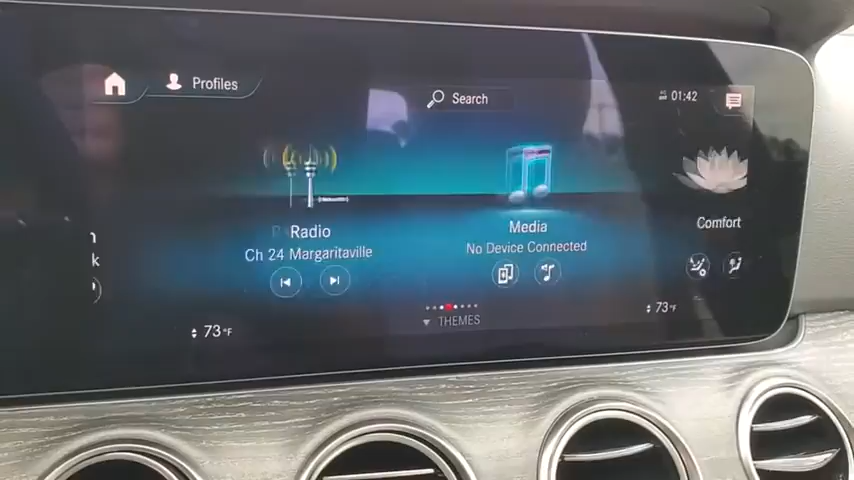 Profiles
Search
01:42
Radio
Ch 24 Margaritaville
Media
No Device Connected
Comfort
73°F
THEMES
73°F